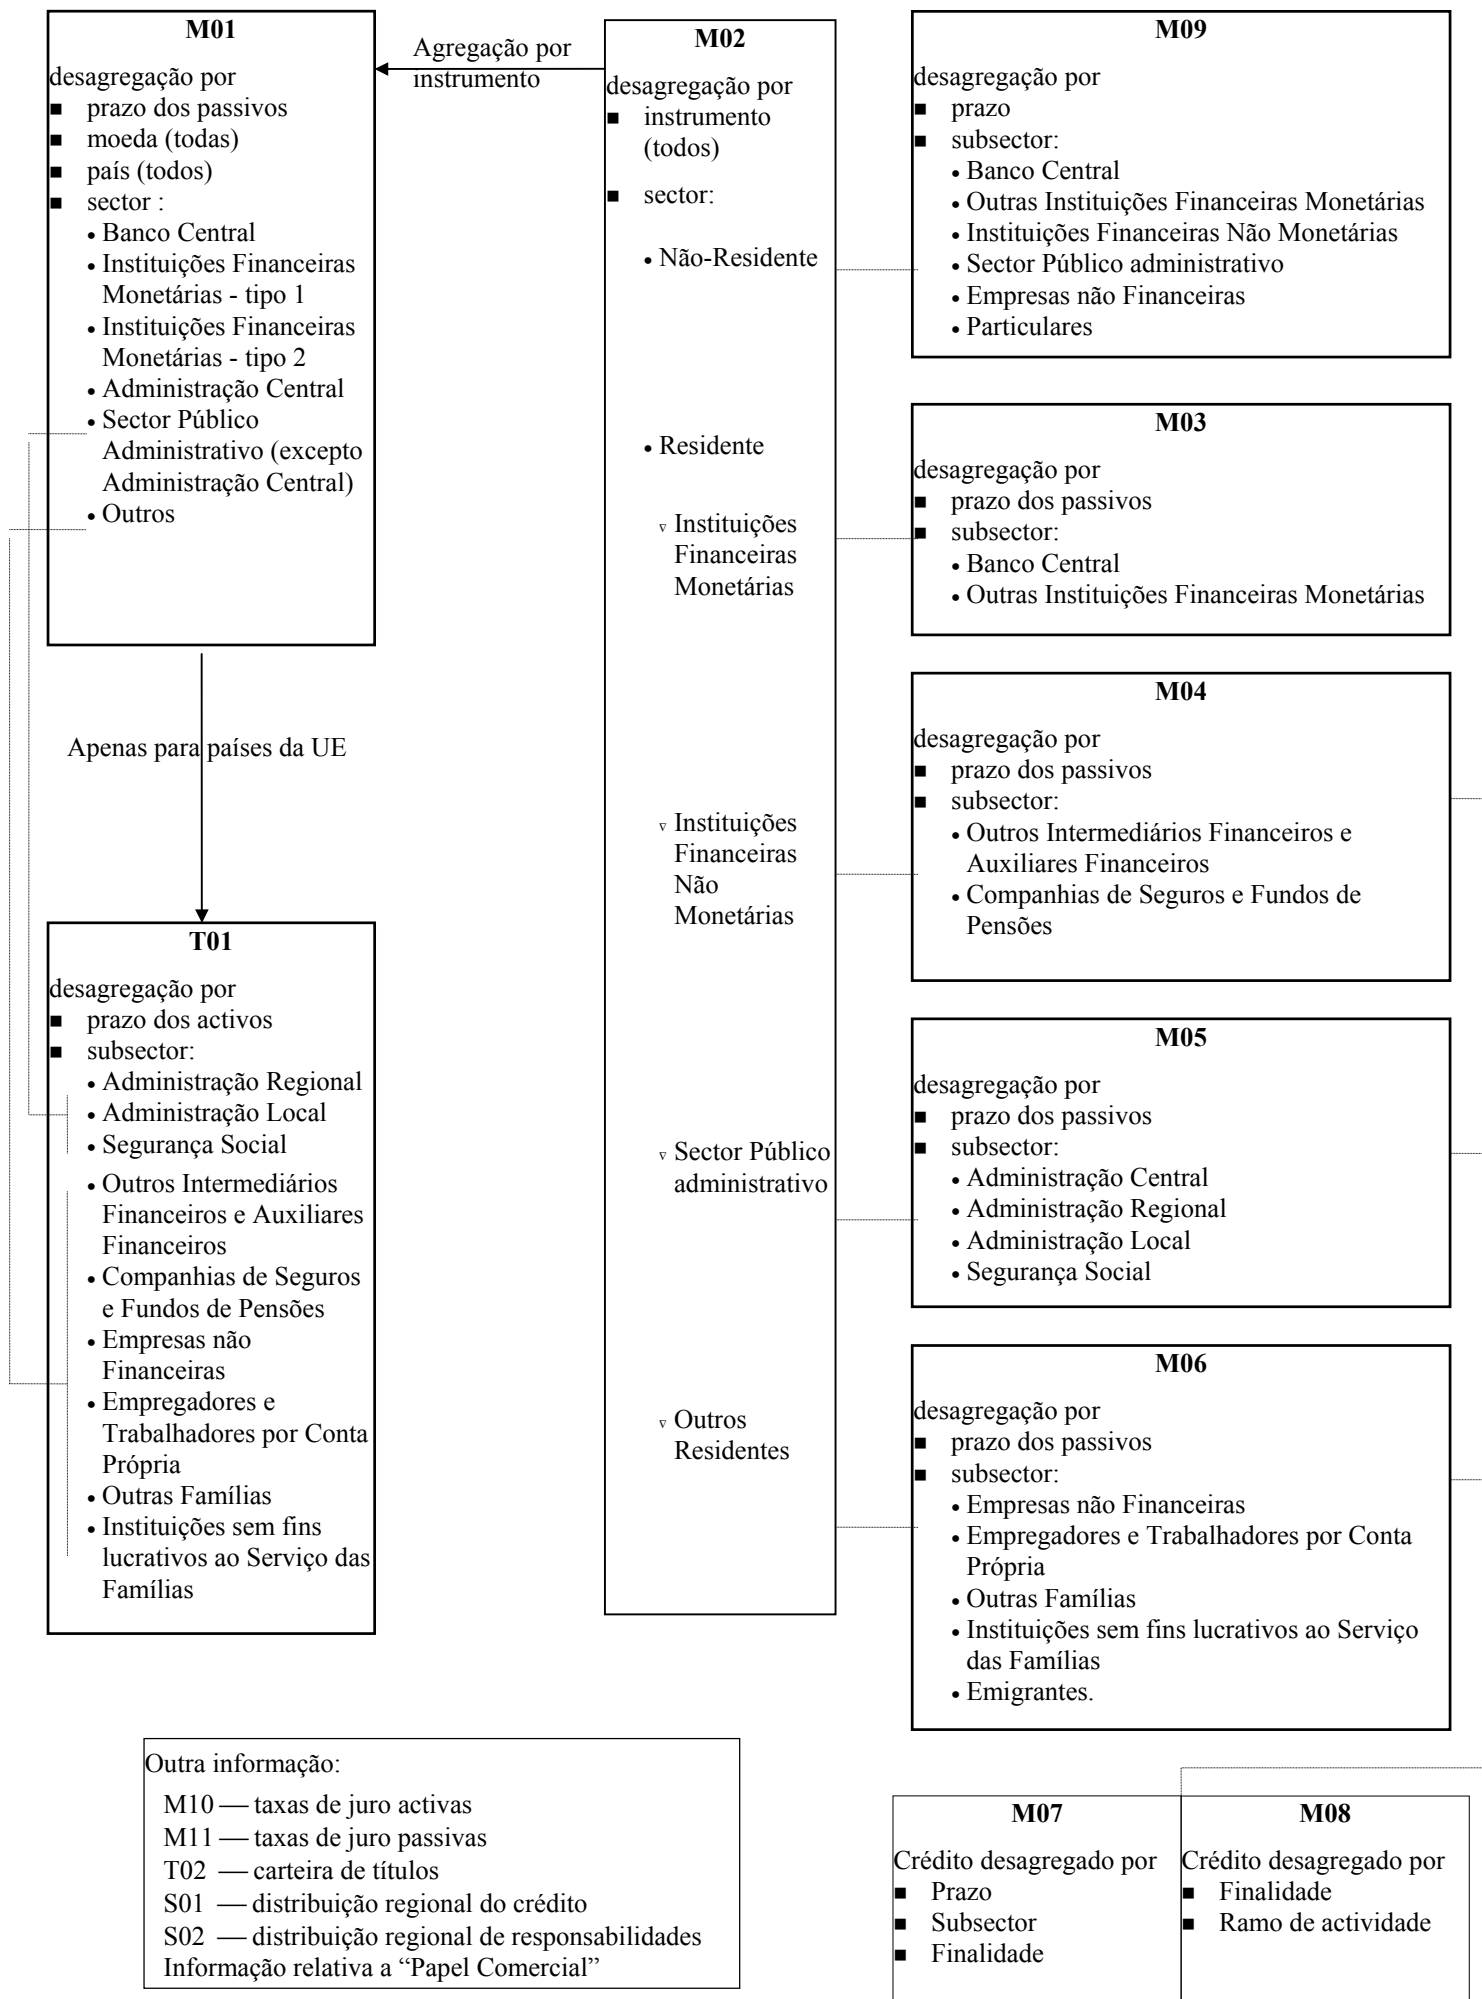 M01
desagregação por
■ prazo dos passivos
■ moeda (todas)
■ país (todos)
■ sector :
• Banco Central
• Instituições Financeiras
Monetárias - tipo 1
• Instituições Financeiras
Monetárias - tipo 2
• Administração Central
• Sector Público
Administrativo (excepto
Administração Central)
• Outros
Agregação por
instrumento
Apenas para países da UE
T01
desagregação por
■ prazo dos activos
■ subsector:
• Administração Regional
• Administração Local
• Segurança Social
• Outros Intermediários
Financeiros e Auxiliares
Financeiros
• Companhias de Seguros
e Fundos de Pensões
• Empresas não
Financeiras
• Empregadores e
Trabalhadores por Conta
Própria
• Outras Famílias
• Instituições sem fins
lucrativos ao Serviço das
Famílias
M02
desagregação por
■ instrumento
(todos)
■ sector:
• Não-Residente
• Residente
∇ Instituições
Financeiras
Monetárias
∇ Instituições
Financeiras
Não
Monetárias
∇ Sector Público
administrativo
∇ Outros
Residentes
M09
desagregação por
■ prazo
■ subsector:
• Banco Central
• Outras Instituições Financeiras Monetárias
• Instituições Financeiras Não Monetárias
• Sector Público administrativo
• Empresas não Financeiras
• Particulares
M03
desagregação por
■ prazo dos passivos
■ subsector:
• Banco Central
• Outras Instituições Financeiras Monetárias
M04
desagregação por
■ prazo dos passivos
■ subsector:
• Outros Intermediários Financeiros e
Auxiliares Financeiros
• Companhias de Seguros e Fundos de
Pensões
M05
desagregação por
■ prazo dos passivos
■ subsector:
• Administração Central
• Administração Regional
• Administração Local
• Segurança Social
M06
desagregação por
■ prazo dos passivos
■ subsector:
• Empresas não Financeiras
• Empregadores e Trabalhadores por Conta
Própria
• Outras Famílias
• Instituições sem fins lucrativos ao Serviço
das Famílias
• Emigrantes.
Outra informação:
M10 — taxas de juro activas
M11 — taxas de juro passivas
T02 — carteira de títulos
S01 — distribuição regional do crédito
S02 — distribuição regional de responsabilidades
Informação relativa a “Papel Comercial”
M07
Crédito desagregado por
■ Prazo
■ Subsector
■ Finalidade
M08
Crédito desagregado por
■ Finalidade
■ Ramo de actividade